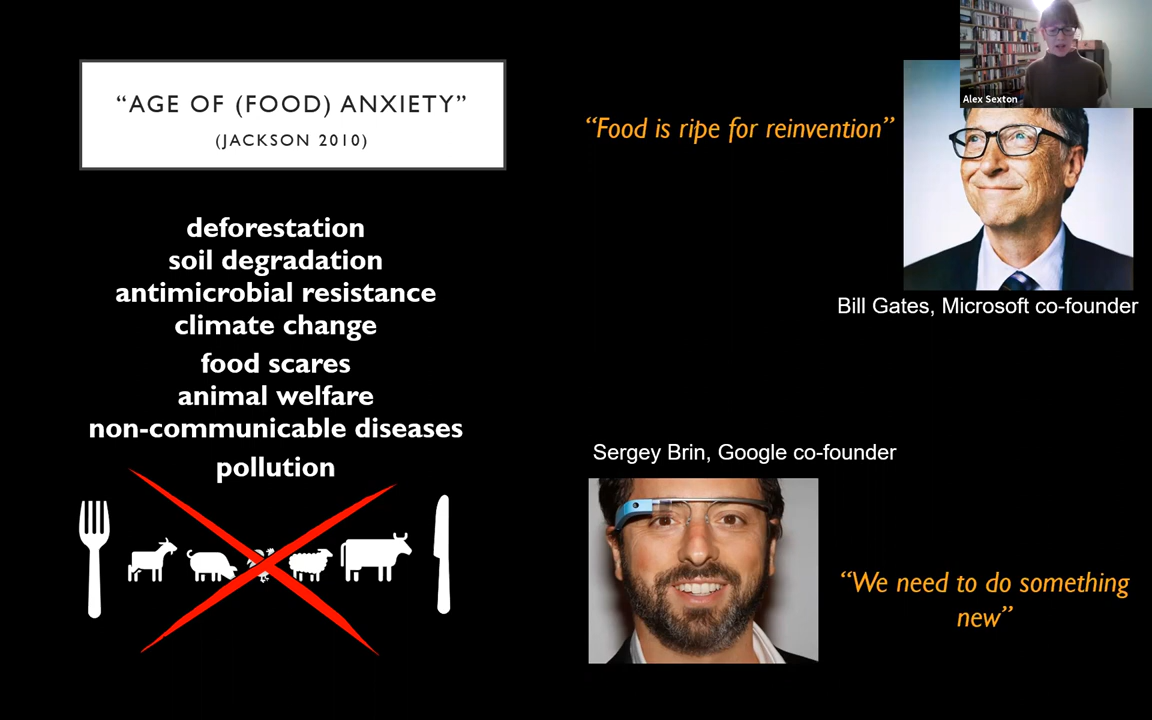 “AGE OF (FOOD) ANXIETY”
(JACKSON 2010)
deforestation
soil degradation
antimicrobial resistance
climate change
food scares
animal welfare
non-communicable diseases
pollution
“Food is ripe for reinvention”
Alex Sexton
Bill Gates, Microsoft co-founder
Sergey Brin, Google co-founder
“We need to do something
new”